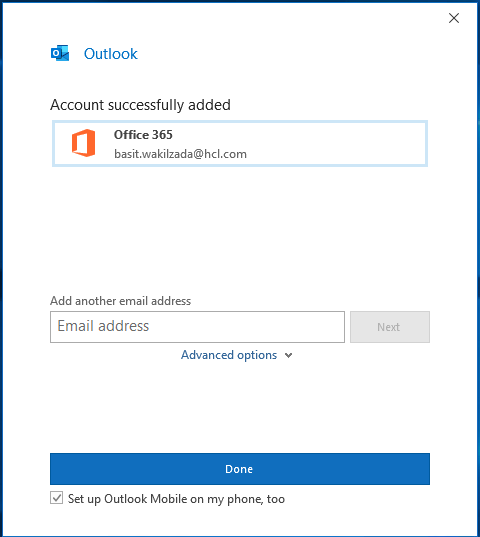 Outlook
Account successfully added
Office 365
basit.wakilzada@hcl.com
Add another email address
Email address
Next
Advanced options
Done
Set up Outlook Mobile on my phone, too